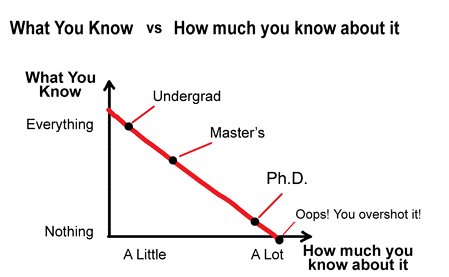 What You Know vs How much you know about it
What You
Know
Undergrad
Everything
Master's
Ph.D.
Oops! You overshot it!
Nothing
A Little
A Lot
How much you
know about it